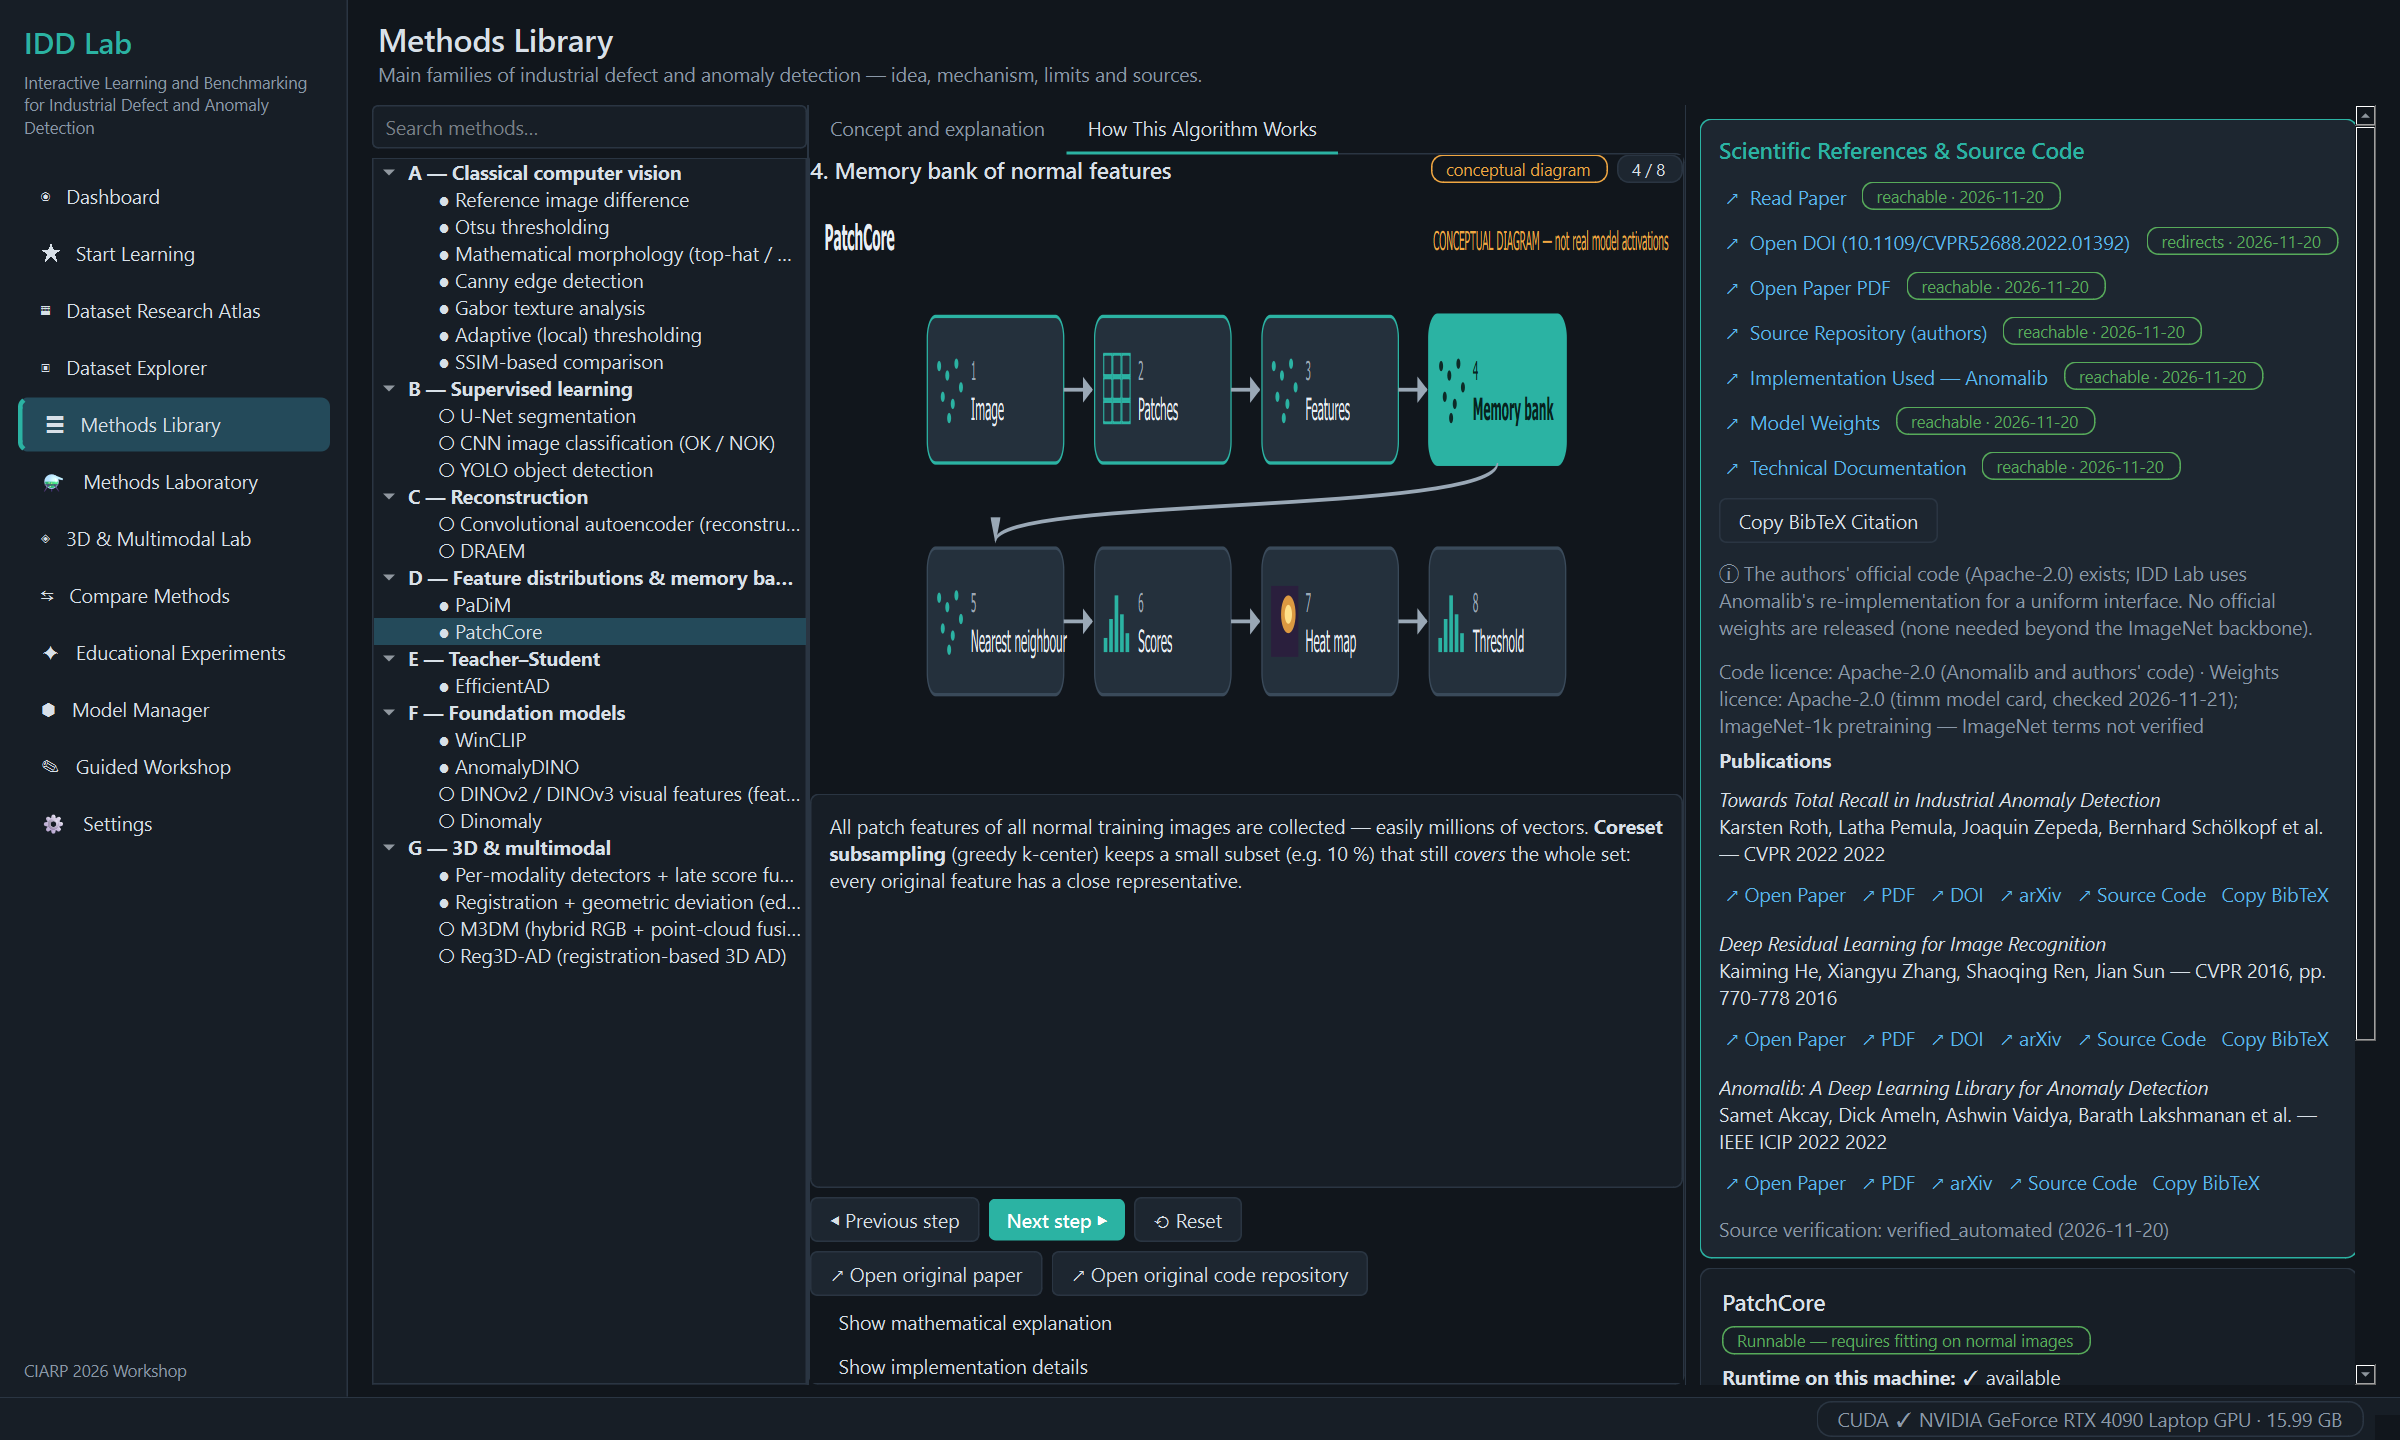 IDD Lab
Interactive Learning and Benchmarking
for Industrial Defect and Anomaly
Detection
Dashboard
Start Learning
Dataset Research Atlas
Dataset Explorer
Methods Library
Methods Laboratory
3D & Multimodal Lab
Compare Methods
Educational Experiments
Model Manager
Guided Workshop
Settings
CIARP 2026 Workshop
Methods Library
Main families of industrial defect and anomaly detection — idea, mechanism, limits and sources.
Search methods...
A — Classical computer vision
● Reference image difference
● Otsu thresholding
● Mathematical morphology (top-hat / ...
● Canny edge detection
● Gabor texture analysis
● Adaptive (local) thresholding
● SSIM-based comparison
B — Supervised learning
○ U-Net segmentation
○ CNN image classification (OK / NOK)
○ YOLO object detection
C — Reconstruction
○ Convolutional autoencoder (reconstru...
○ DRAEM
D — Feature distributions & memory ba...
● PaDiM
● PatchCore
E — Teacher–Student
● EfficientAD
F — Foundation models
● WinCLIP
● AnomalyDINO
○ DINOv2 / DINOv3 visual features (feat...
○ Dinomaly
G — 3D & multimodal
● Per-modality detectors + late score fu...
● Registration + geometric deviation (ed...
○ M3DM (hybrid RGB + point-cloud fusi...
○ Reg3D-AD (registration-based 3D AD)
Concept and explanation
How This Algorithm Works
4. Memory bank of normal features
conceptual diagram
4 / 8
PatchCore
CONCEPTUAL DIAGRAM — not real model activations
1
Image
2
Patches
3
Features
4
Memory bank
5
Nearest neighbour
6
Scores
7
Heat map
8
Threshold
All patch features of all normal training images are collected — easily millions of vectors. Coreset
subsampling (greedy k-center) keeps a small subset (e.g. 10 %) that still covers the whole set:
every original feature has a close representative.
◂ Previous step
Next step ▸
⟲ Reset
↗ Open original paper
↗ Open original code repository
Show mathematical explanation
Show implementation details
Scientific References & Source Code
↗ Read Paper
reachable · 2026-11-20
↗ Open DOI (10.1109/CVPR52688.2022.01392)
redirects · 2026-11-20
↗ Open Paper PDF
reachable · 2026-11-20
↗ Source Repository (authors)
reachable · 2026-11-20
↗ Implementation Used — Anomalib
reachable · 2026-11-20
↗ Model Weights
reachable · 2026-11-20
↗ Technical Documentation
reachable · 2026-11-20
Copy BibTeX Citation
ⓘ The authors' official code (Apache-2.0) exists; IDD Lab uses
Anomalib's re-implementation for a uniform interface. No official
weights are released (none needed beyond the ImageNet backbone).
Code licence: Apache-2.0 (Anomalib and authors' code) · Weights
licence: Apache-2.0 (timm model card, checked 2026-11-21);
ImageNet-1k pretraining — ImageNet terms not verified
Publications
Towards Total Recall in Industrial Anomaly Detection
Karsten Roth, Latha Pemula, Joaquin Zepeda, Bernhard Schölkopf et al.
— CVPR 2022 2022
↗ Open Paper ↗ PDF ↗ DOI ↗ arXiv ↗ Source Code Copy BibTeX
Deep Residual Learning for Image Recognition
Kaiming He, Xiangyu Zhang, Shaoqing Ren, Jian Sun — CVPR 2016, pp.
770-778 2016
↗ Open Paper ↗ PDF ↗ DOI ↗ arXiv ↗ Source Code Copy BibTeX
Anomalib: A Deep Learning Library for Anomaly Detection
Samet Akcay, Dick Ameln, Ashwin Vaidya, Barath Lakshmanan et al. —
IEEE ICIP 2022 2022
↗ Open Paper ↗ PDF ↗ arXiv ↗ Source Code Copy BibTeX
Source verification: verified_automated (2026-11-20)
PatchCore
Runnable — requires fitting on normal images
Runtime on this machine: ✓ available
CUDA ✓ NVIDIA GeForce RTX 4090 Laptop GPU · 15.99 GB